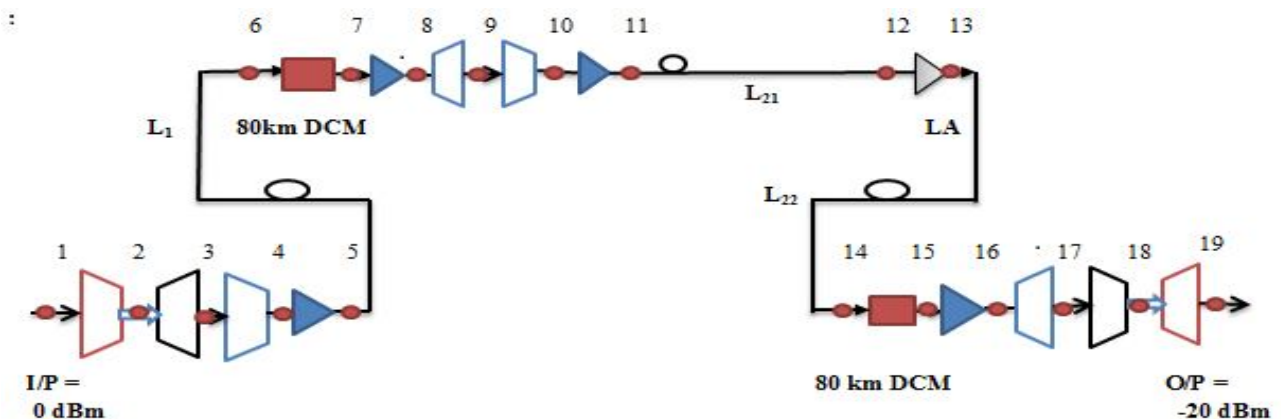 :
6 7 8 9 10 11 12 13
L₁ 80km DCM L₂₁ LA
L₂₂
1 2 3 4 5 14 15 16 17 18 19
I/P = 80 km DCM O/P =
0 dBm -20 dBm